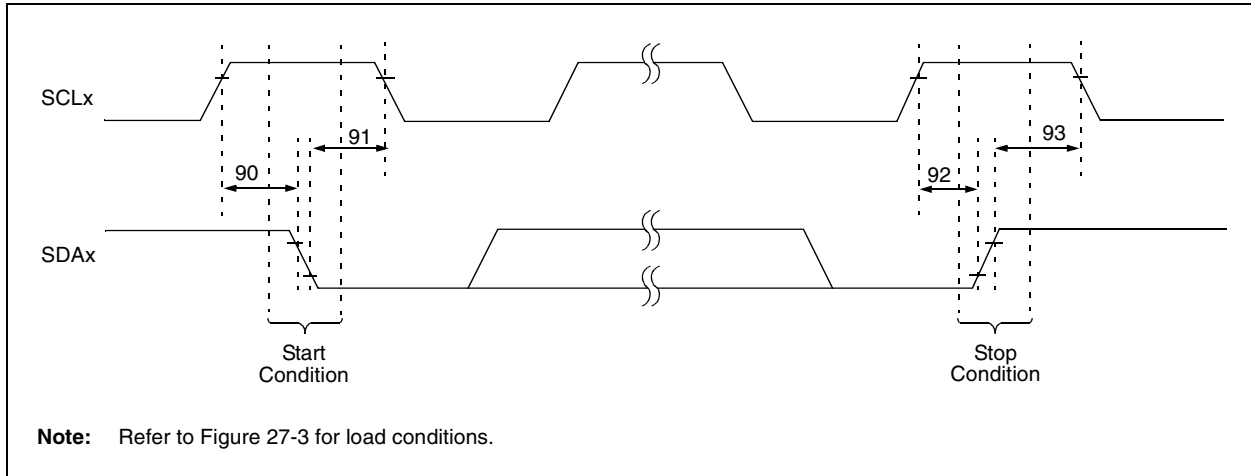 SCLx
91
93
90
92
SDAx
Start
Condition
Stop
Condition
Note: Refer to Figure 27-3 for load conditions.